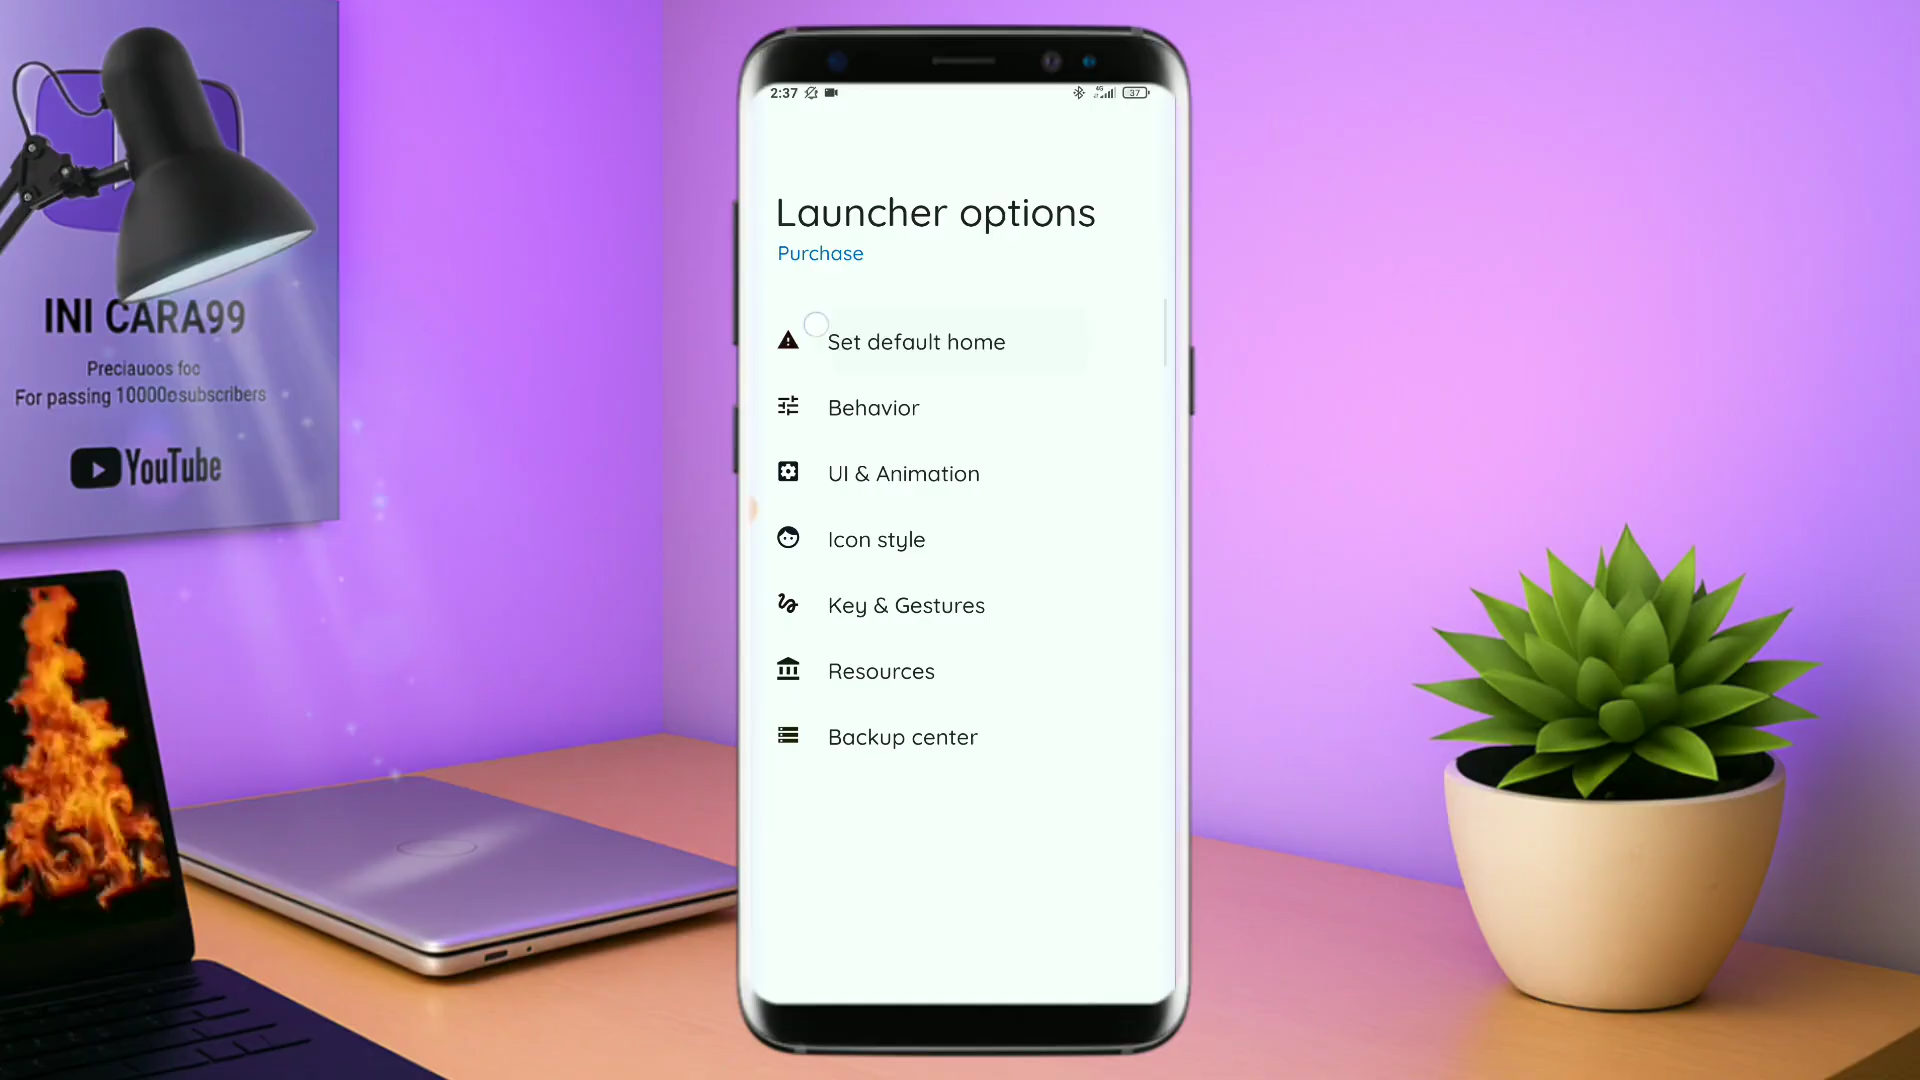 INI CARA99
Preciauoos foc
For passing 10000osubscribers
YouTube
2:37
4G
37
Launcher options
Purchase
Set default home
Behavior
UI & Animation
Icon style
Key & Gestures
Resources
Backup center